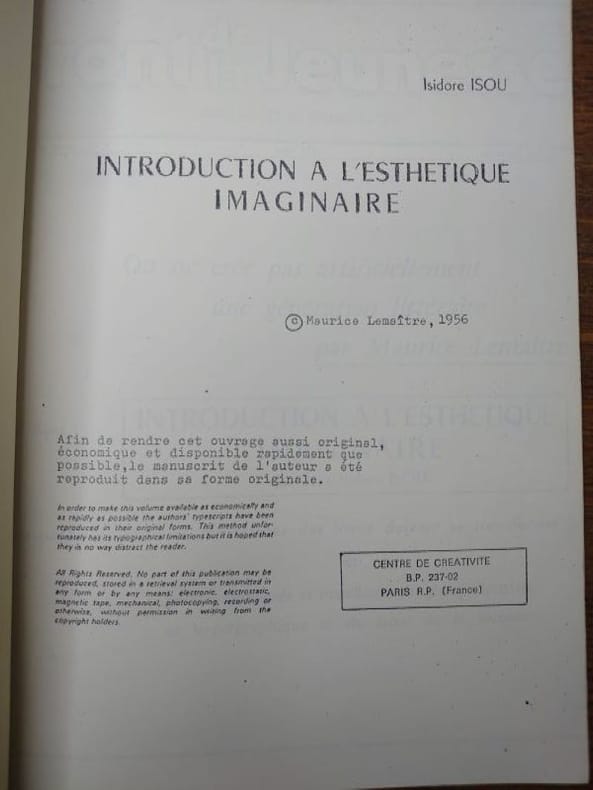 Isidore ISOU
INTRODUCTION A L'ESTHETIQUE
IMAGINAIRE
© Maurice Lemaître, 1956
Afin de rendre cet ouvrage aussi original,
économique et disponible rapidement que
possible, le manuscrit de l'auteur a été
reproduit dans sa forme originale.
In order to make this volume available as economically and
as rapidly as possible the authors' typescripts have been
reproduced in their original forms. This method unfor-
tunately has its typographical limitations but it is hoped that
they is no way distract the reader.
All Rights Reserved. No part of this publication may be
reproduced, stored in a retrieval system or transmitted in
any form or by any means: electronic, electrostatic,
magnetic tape, mechanical, photocopying, recording or
otherwise, without permission in writing from the
copyright holders.
CENTRE DE CREATIVITE
B.P. 237-02
PARIS R.P. (France)